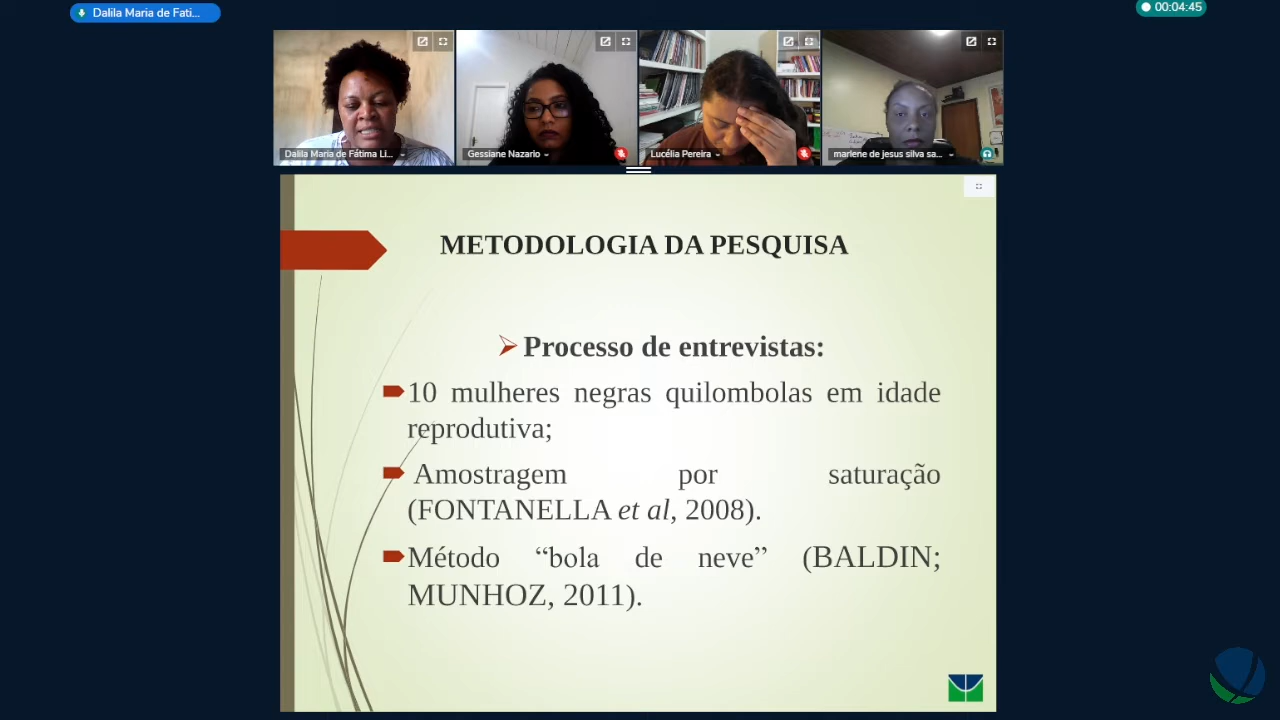 Dalila Maria de Fati...
00:04:45
Dalila Maria de Fátima Li...
Gessiane Nazario
Lucélia Pereira
marlene de jesus silva sa...
METODOLOGIA DA PESQUISA
Processo de entrevistas:
10 mulheres negras quilombolas em idade
reprodutiva;
Amostragem por saturação
(FONTANELLA et al, 2008).
Método “bola de neve” (BALDIN;
MUNHOZ, 2011).